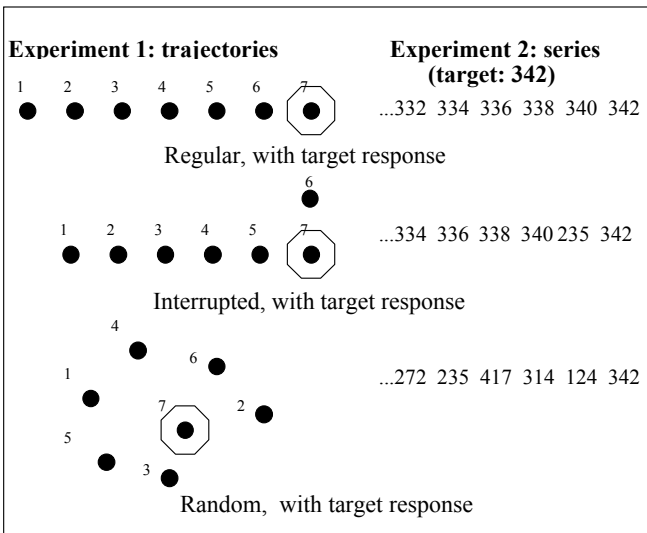 Experiment 1: trajectories
Experiment 2: series
(target: 342)
1 2 3 4 5 6 7
...332 334 336 338 340 342
Regular, with target response
6
1 2 3 4 5 7
...334 336 338 340 235 342
Interrupted, with target response
4
6
1
...272 235 417 314 124 342
7
2
5
3
Random, with target response